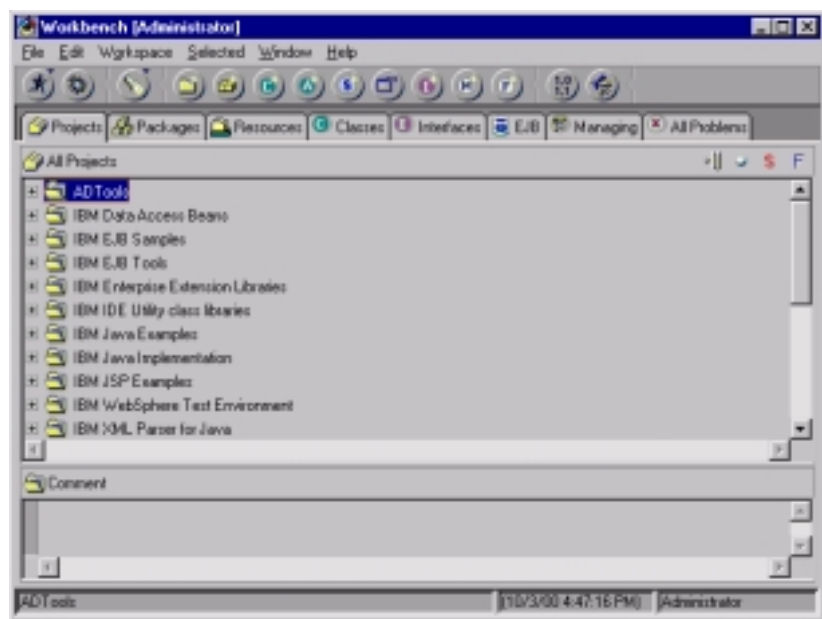 Workbench [Administrator]
File Edit Workspace Selected Window Help
Projects Packages Resources Classes Interfaces EJB Managing All Problems
All Projects S F
ADTools
IBM Data Access Beans
IBM EJB Samples
IBM EJB Tools
IBM Enterprise Extension Libraries
IBM IDE Utility class libraries
IBM Java Examples
IBM Java Implementation
IBM JSP Examples
IBM WebSphere Test Environment
IBM XML Parser for Java
Comment
ADTools (10/3/00 4:47:16 PM) Administrator